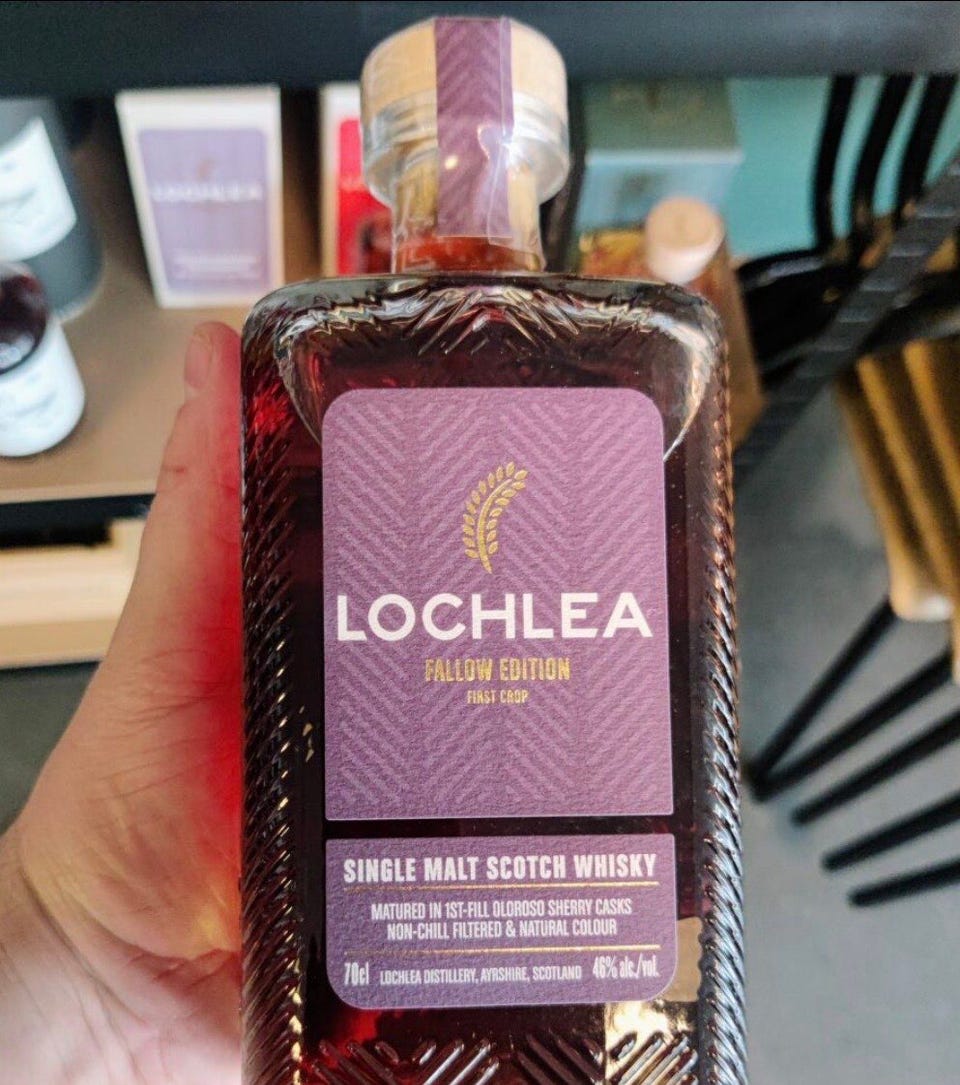 LOCHLEA
LOCHLEA
FALLOW EDITION
FIRST CROP
SINGLE MALT SCOTCH WHISKY
MATURED IN 1ST-FILL OLOROSO SHERRY CASKS
NON-CHILL FILTERED & NATURAL COLOUR
70cl LOCHLEA DISTILLERY, AYRSHIRE, SCOTLAND 46% alc./vol.